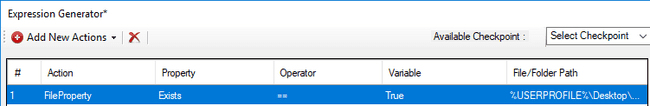 Expression Generator*
Add New Actions Available Checkpoint : Select Checkpoint
# Action Property Operator Variable File/Folder Path
1 FileProperty Exists == True %USERPROFILE%\Desktop\...